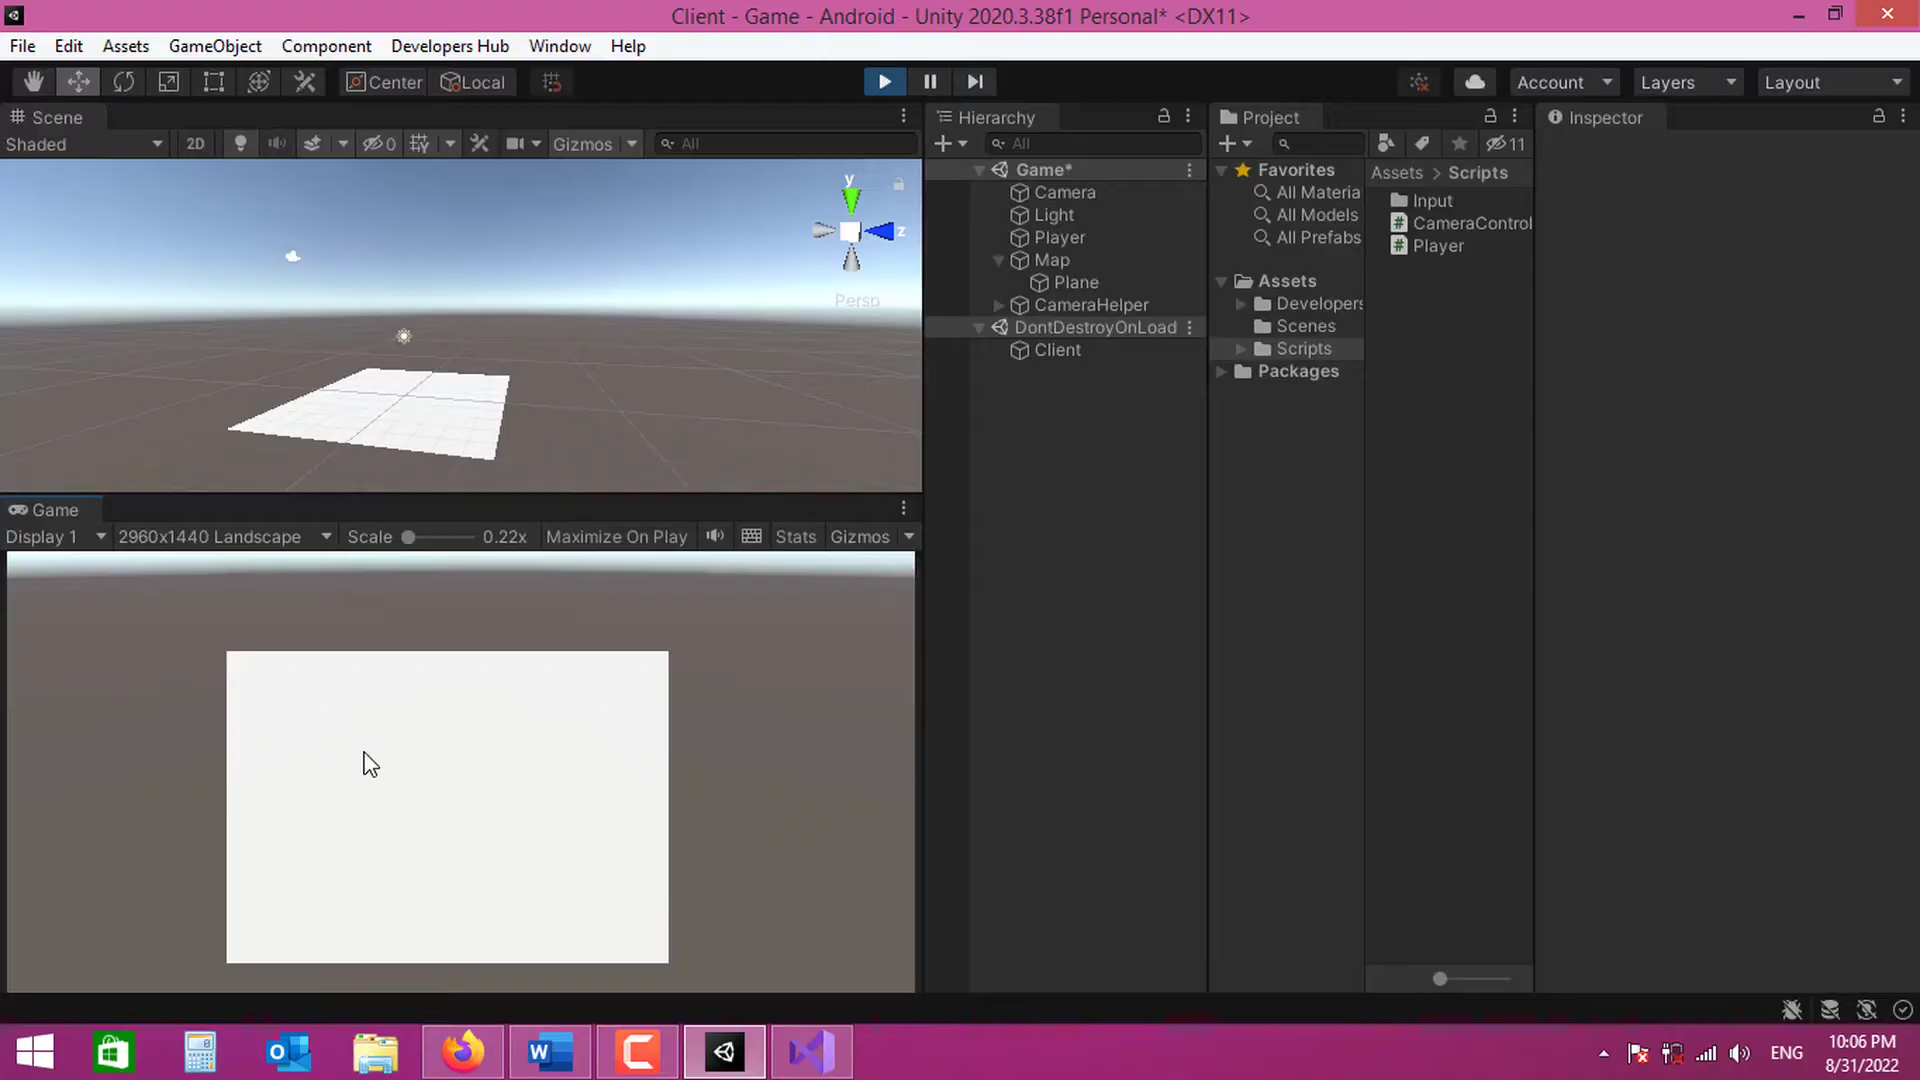 Client - Game - Android - Unity 2020.3.38f1 Personal* <DX11>
File Edit Assets GameObject Component Developers Hub Window Help
Center Local Account Layers Layout
Scene
Shaded 2D 0 Gizmos All
y
z
Persp
Game
Display 1 2960x1440 Landscape Scale 0.22x Maximize On Play Stats Gizmos
Hierarchy
All
Game*
Camera
Light
Player
Map
Plane
CameraHelper
DontDestroyOnLoad
Client
Project
11
Favorites
All Materia
All Models
All Prefabs
Assets
Developers
Scenes
Scripts
Packages
Assets > Scripts
Input
CameraControl
Player
Inspector
ENG
10:06 PM
8/31/2022